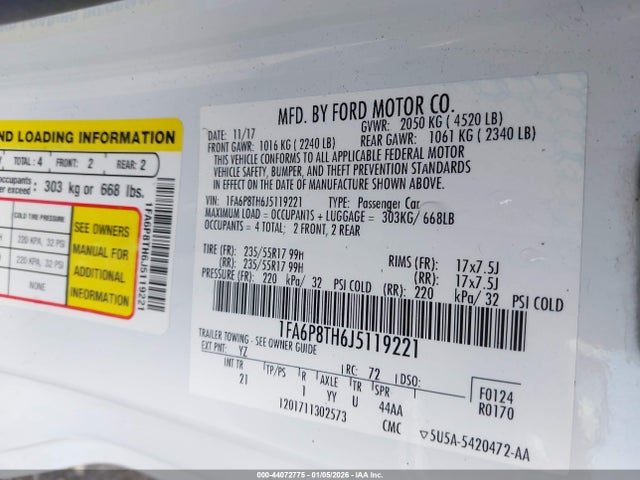 ND LOADING INFORMATION
TOTAL: 4 FRONT: 2 REAR: 2
occupants
exceed: 303 kg or 668 lbs.
COLD TIRE PRESSURE
220 KPA, 32 PSI
220 KPA, 32 PSI
NONE
SEE OWNERS
MANUAL FOR
ADDITIONAL
INFORMATION
1FA6P8TH6J5119221
MFD. BY FORD MOTOR CO.
DATE: 11/17 GVWR: 2050 KG ( 4520 LB)
FRONT GAWR: 1016 KG ( 2240 LB) REAR GAWR: 1061 KG ( 2340 LB)
THIS VEHICLE CONFORMS TO ALL APPLICABLE FEDERAL MOTOR
VEHICLE SAFETY, BUMPER, AND THEFT PREVENTION STANDARDS
IN EFFECT ON THE DATE OF MANUFACTURE SHOWN ABOVE.
VIN: 1FA6P8TH6J5119221 TYPE: Passenger Car
MAXIMUM LOAD = OCCUPANTS + LUGGAGE = 303KG/ 668LB
OCCUPANTS = 4 TOTAL; 2 FRONT, 2 REAR
TIRE (FR): 235/55R17 99H RIMS (FR): 17x7.5J
(RR): 235/55R17 99H (RR): 17x7.5J
PRESSURE (FR): 220 kPa/ 32 PSI COLD (RR): 220 kPa/ 32 PSI COLD
1FA6P8TH6J5119221
TRAILER TOWING - SEE OWNER GUIDE
EXT PNT: YZ RC: 72 DSO:
INT TR TP/PS AXLE TR SPR
21 1 YY U 44AA
F0124
R0170
1201711302573 CMC
5U5A-5420472-AA
000-44072775 - 01/05/2026 - IAAI.COM